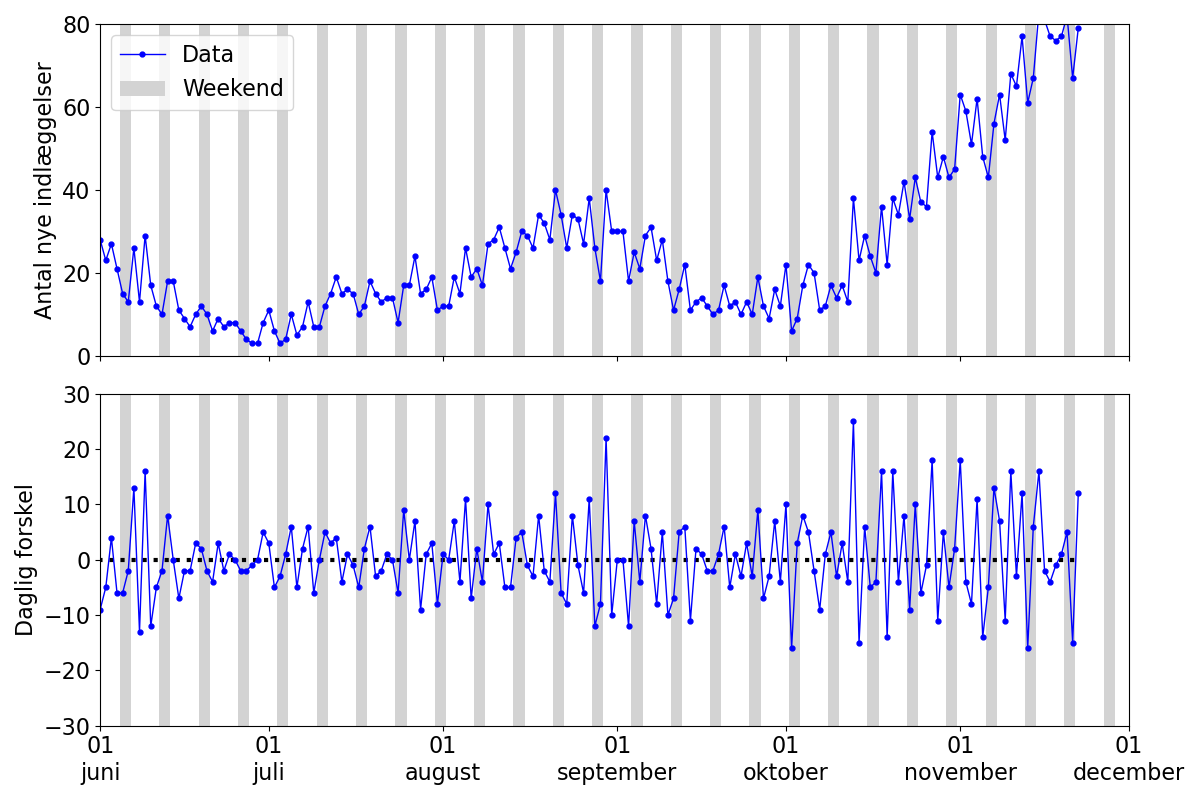 80
60
40
20
0
Antal nye indlæggelser
Data
Weekend
30
20
10
0
−10
−20
−30
Daglig forskel
01 01 01 01 01 01 01
juni juli august september oktober november december